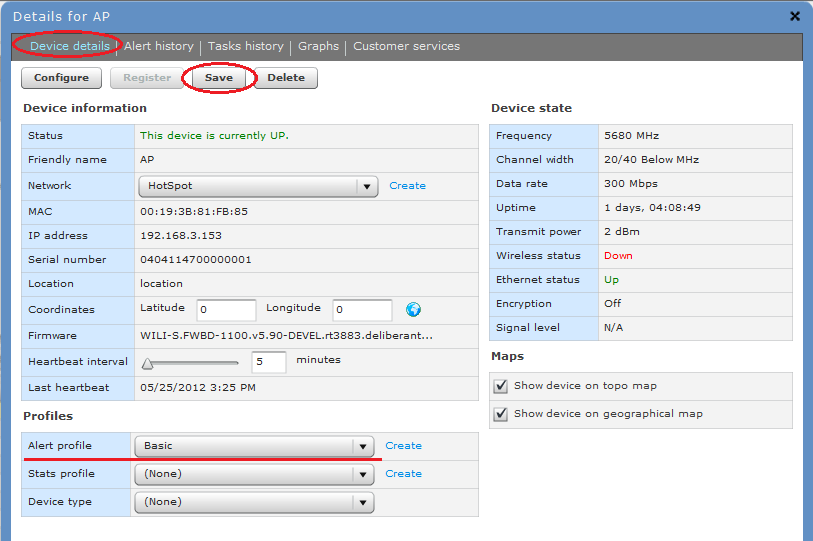 Details for AP
Device details Alert history Tasks history Graphs Customer services
Configure Register Save Delete
Device information
Status This device is currently UP.
Friendly name AP
Network HotSpot Create
MAC 00:19:3B:81:FB:85
IP address 192.168.3.153
Serial number 0404114700000001
Location location
Coordinates Latitude 0 Longitude 0
Firmware WILI-S.FWBD-1100.v5.90-DEVEL.rt3883.deliberant...
Heartbeat interval 5 minutes
Last heartbeat 05/25/2012 3:25 PM
Profiles
Alert profile Basic Create
Stats profile (None) Create
Device type (None)
Device state
Frequency 5680 MHz
Channel width 20/40 Below MHz
Data rate 300 Mbps
Uptime 1 days, 04:08:49
Transmit power 2 dBm
Wireless status Down
Ethernet status Up
Encryption Off
Signal level N/A
Maps
Show device on topo map
Show device on geographical map